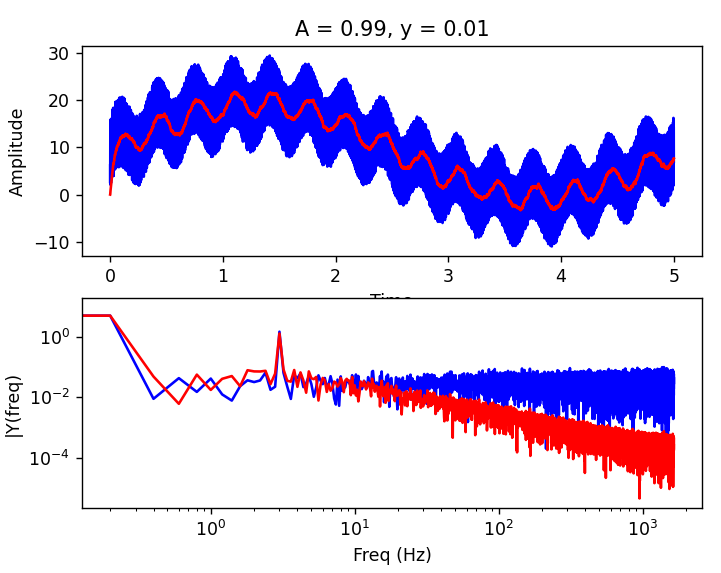 A = 0.99, y = 0.01
30
20
10
0
−10
Amplitude
0 1 2 3 4 5
10⁰
10⁻²
10⁻⁴
|Y(freq)
10⁰ 10¹ 10² 10³
Freq (Hz)